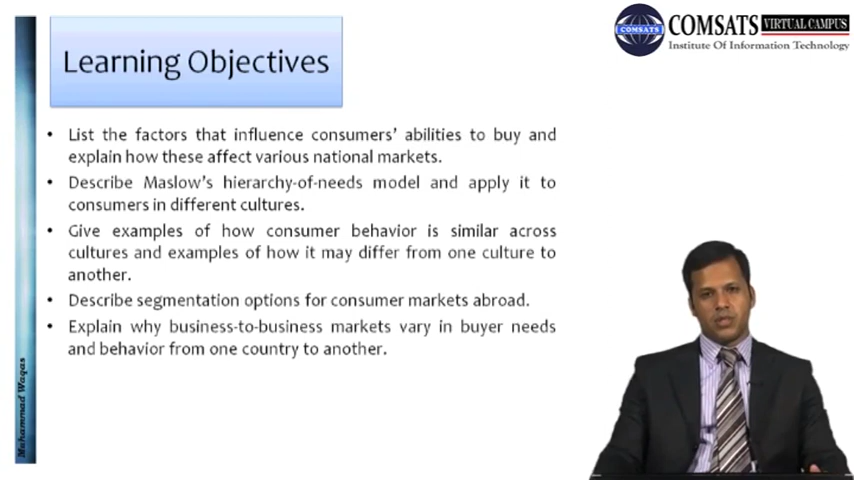 COMSATS VIRTUAL CAMPUS
COMSATS
Institute Of Information Technology
Learning Objectives
• List the factors that influence consumers’ abilities to buy and
explain how these affect various national markets.
• Describe Maslow’s hierarchy-of-needs model and apply it to
consumers in different cultures.
• Give examples of how consumer behavior is similar across
cultures and examples of how it may differ from one culture to
another.
• Describe segmentation options for consumer markets abroad.
• Explain why business-to-business markets vary in buyer needs
and behavior from one country to another.
Muhammad Waqas